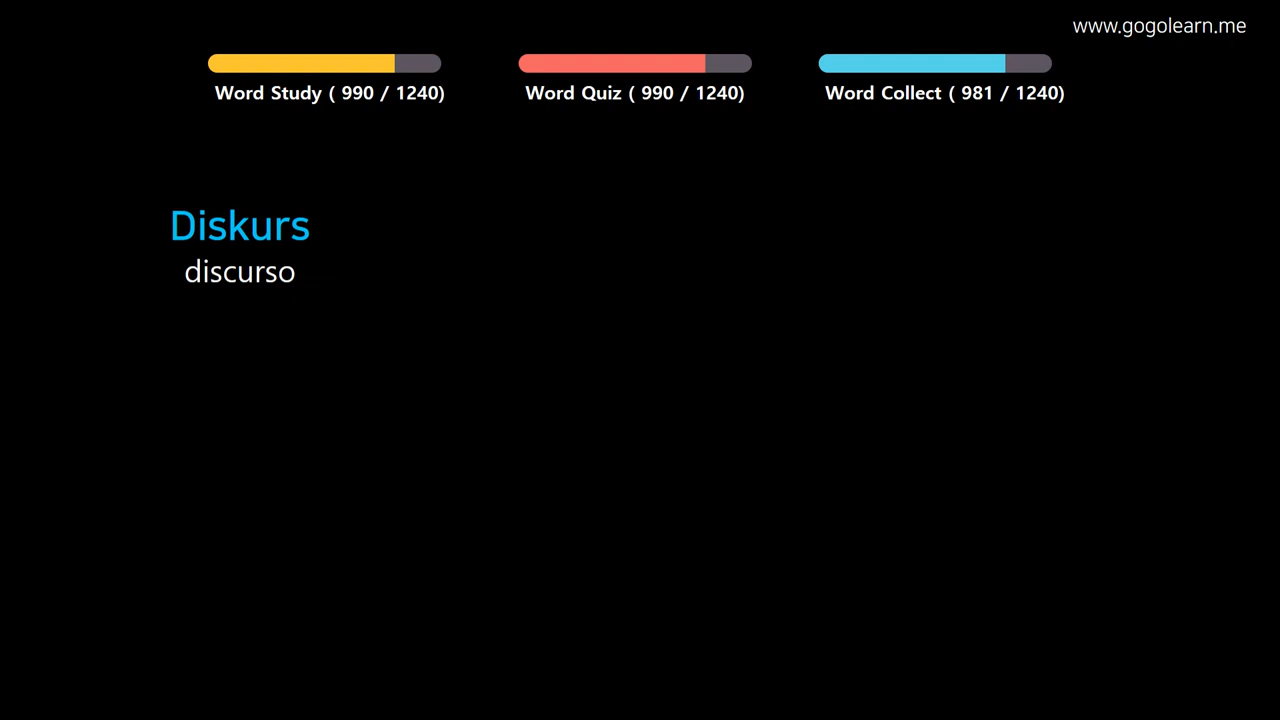 www.gogolearn.me
Word Study ( 990 / 1240)
Word Quiz ( 990 / 1240)
Word Collect ( 981 / 1240)
Diskurs
discurso